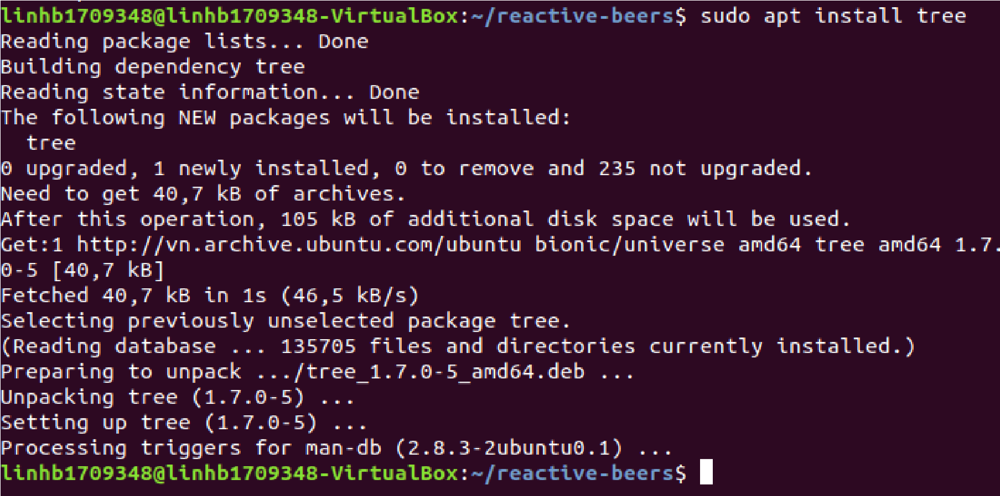 linhb1709348@linhb1709348-VirtualBox:~/reactive-beers$ sudo apt install tree
Reading package lists... Done
Building dependency tree
Reading state information... Done
The following NEW packages will be installed:
  tree
0 upgraded, 1 newly installed, 0 to remove and 235 not upgraded.
Need to get 40,7 kB of archives.
After this operation, 105 kB of additional disk space will be used.
Get:1 http://vn.archive.ubuntu.com/ubuntu bionic/universe amd64 tree amd64 1.7.
0-5 [40,7 kB]
Fetched 40,7 kB in 1s (46,5 kB/s)
Selecting previously unselected package tree.
(Reading database ... 135705 files and directories currently installed.)
Preparing to unpack .../tree_1.7.0-5_amd64.deb ...
Unpacking tree (1.7.0-5) ...
Setting up tree (1.7.0-5) ...
Processing triggers for man-db (2.8.3-2ubuntu0.1) ...
linhb1709348@linhb1709348-VirtualBox:~/reactive-beers$